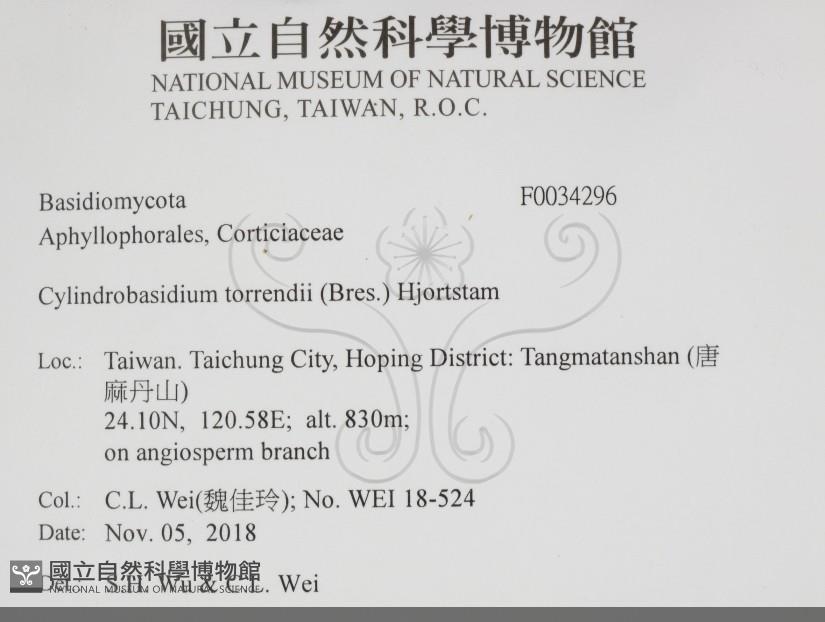 國立自然科學博物館
NATIONAL MUSEUM OF NATURAL SCIENCE
TAICHUNG, TAIWAN, R.O.C.
Basidiomycota F0034296
Aphyllophorales, Corticiaceae
Cylindrobasidium torrendii (Bres.) Hjortstam
Loc.: Taiwan. Taichung City, Hoping District: Tangmatanshan (唐
麻丹山)
24.10N, 120.58E; alt. 830m;
on angiosperm branch
Col.: C.L. Wei(魏佳玲); No. WEI 18-524
Date: Nov. 05, 2018
Det.: S.H. Wu & C.L. Wei
國立自然科學博物館
NATIONAL MUSEUM OF NATURAL SCIENCE